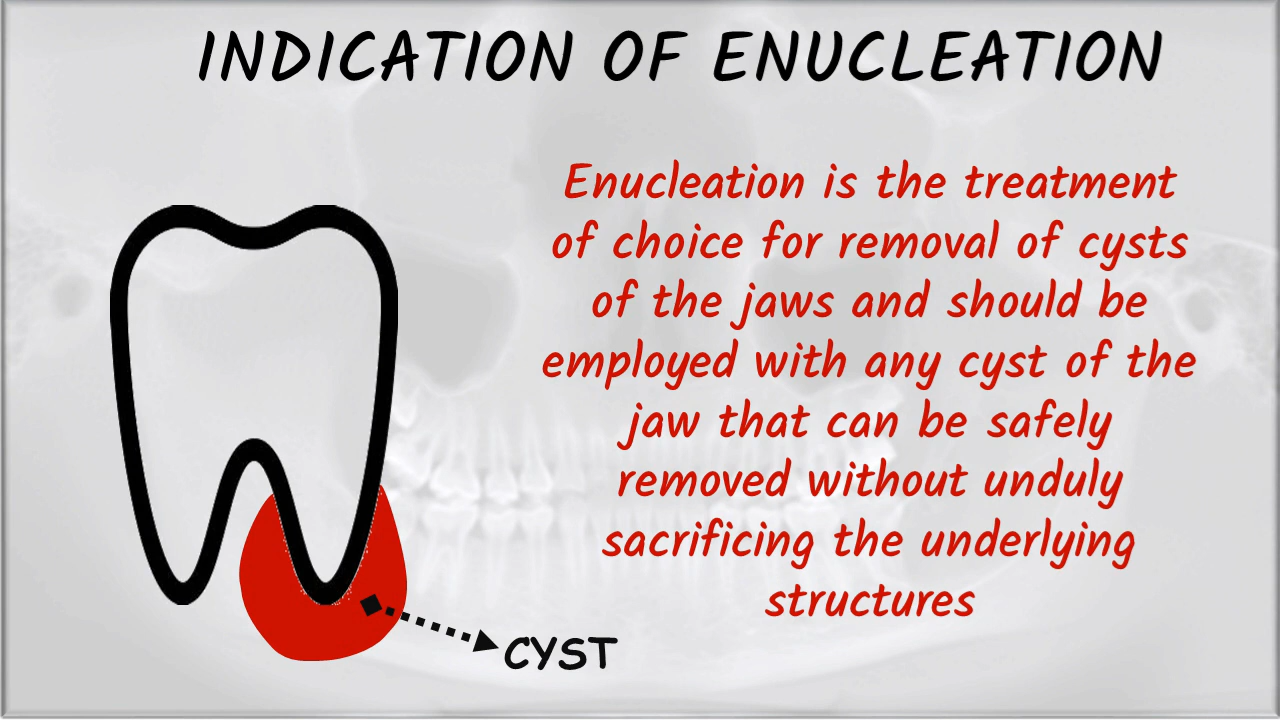 INDICATION OF ENUCLEATION
Enucleation is the treatment
of choice for removal of cysts
of the jaws and should be
employed with any cyst of the
jaw that can be safely
removed without unduly
sacrificing the underlying
structures
CYST